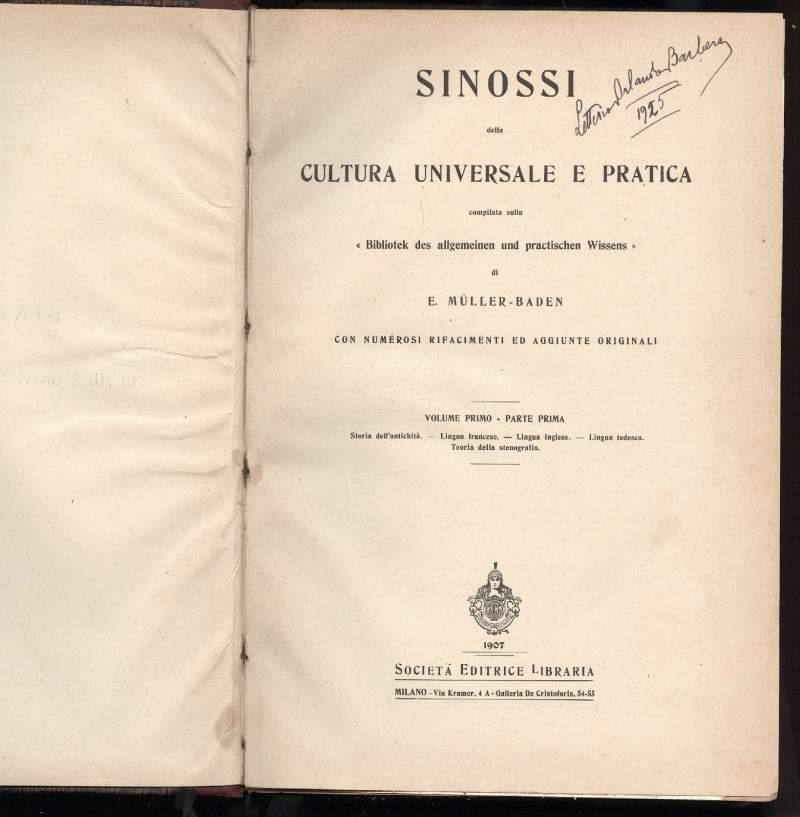 SINOSSI
Orlando Barbera
1925
della
CULTURA UNIVERSALE E PRATICA
compilata sulla
« Bibliotek des allgemeinen und practischen Wissens »
di
E. MÜLLER-BADEN
CON NUMEROSI RIFACIMENTI ED AGGIUNTE ORIGINALI
VOLUME PRIMO - PARTE PRIMA
Storia dell'antichità. — Lingua francese. — Lingua inglese. — Lingua tedesca.
Teoria della stenografia.
1907
SOCIETÀ EDITRICE LIBRARIA
MILANO - Via Kramer, 4 A - Galleria De Cristoforis, 54-55